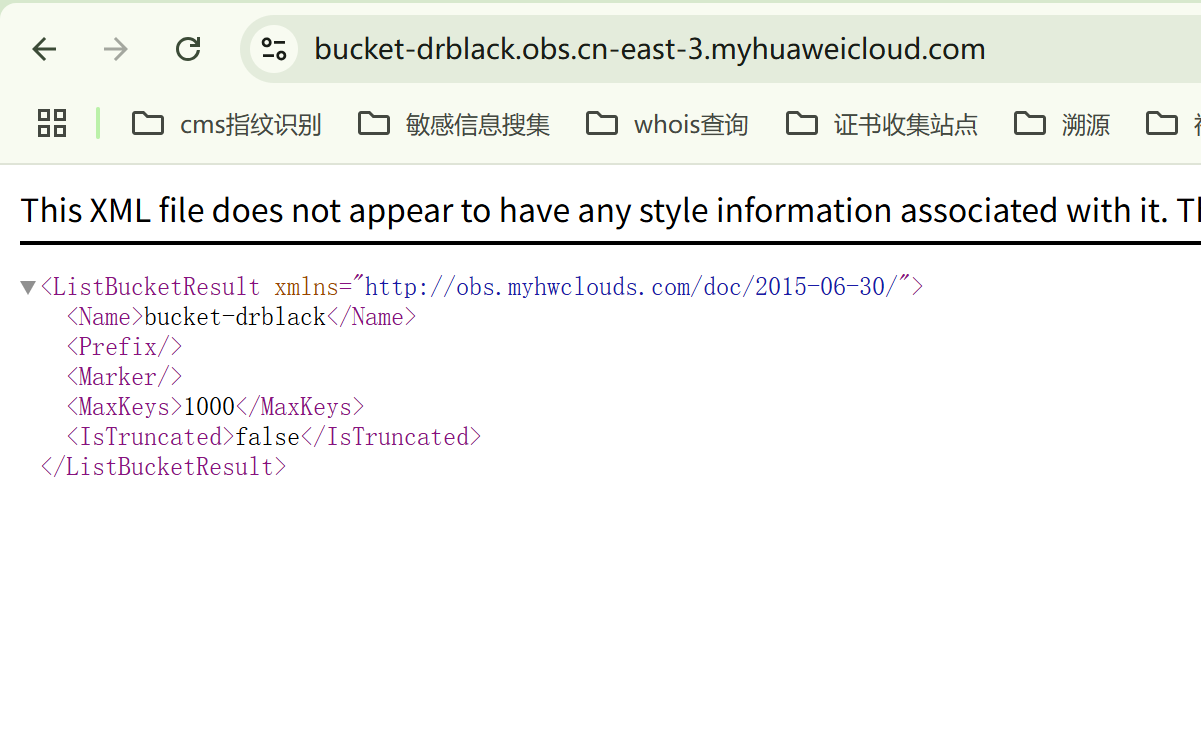 bucket-drblack.obs.cn-east-3.myhuaweicloud.com
cms指纹识别 敏感信息搜集 whois查询 证书收集站点 溯源
This XML file does not appear to have any style information associated with it.
<ListBucketResult xmlns="http://obs.myhwclouds.com/doc/2015-06-30/">
<Name>bucket-drblack</Name>
<Prefix/>
<Marker/>
<MaxKeys>1000</MaxKeys>
<IsTruncated>false</IsTruncated>
</ListBucketResult>